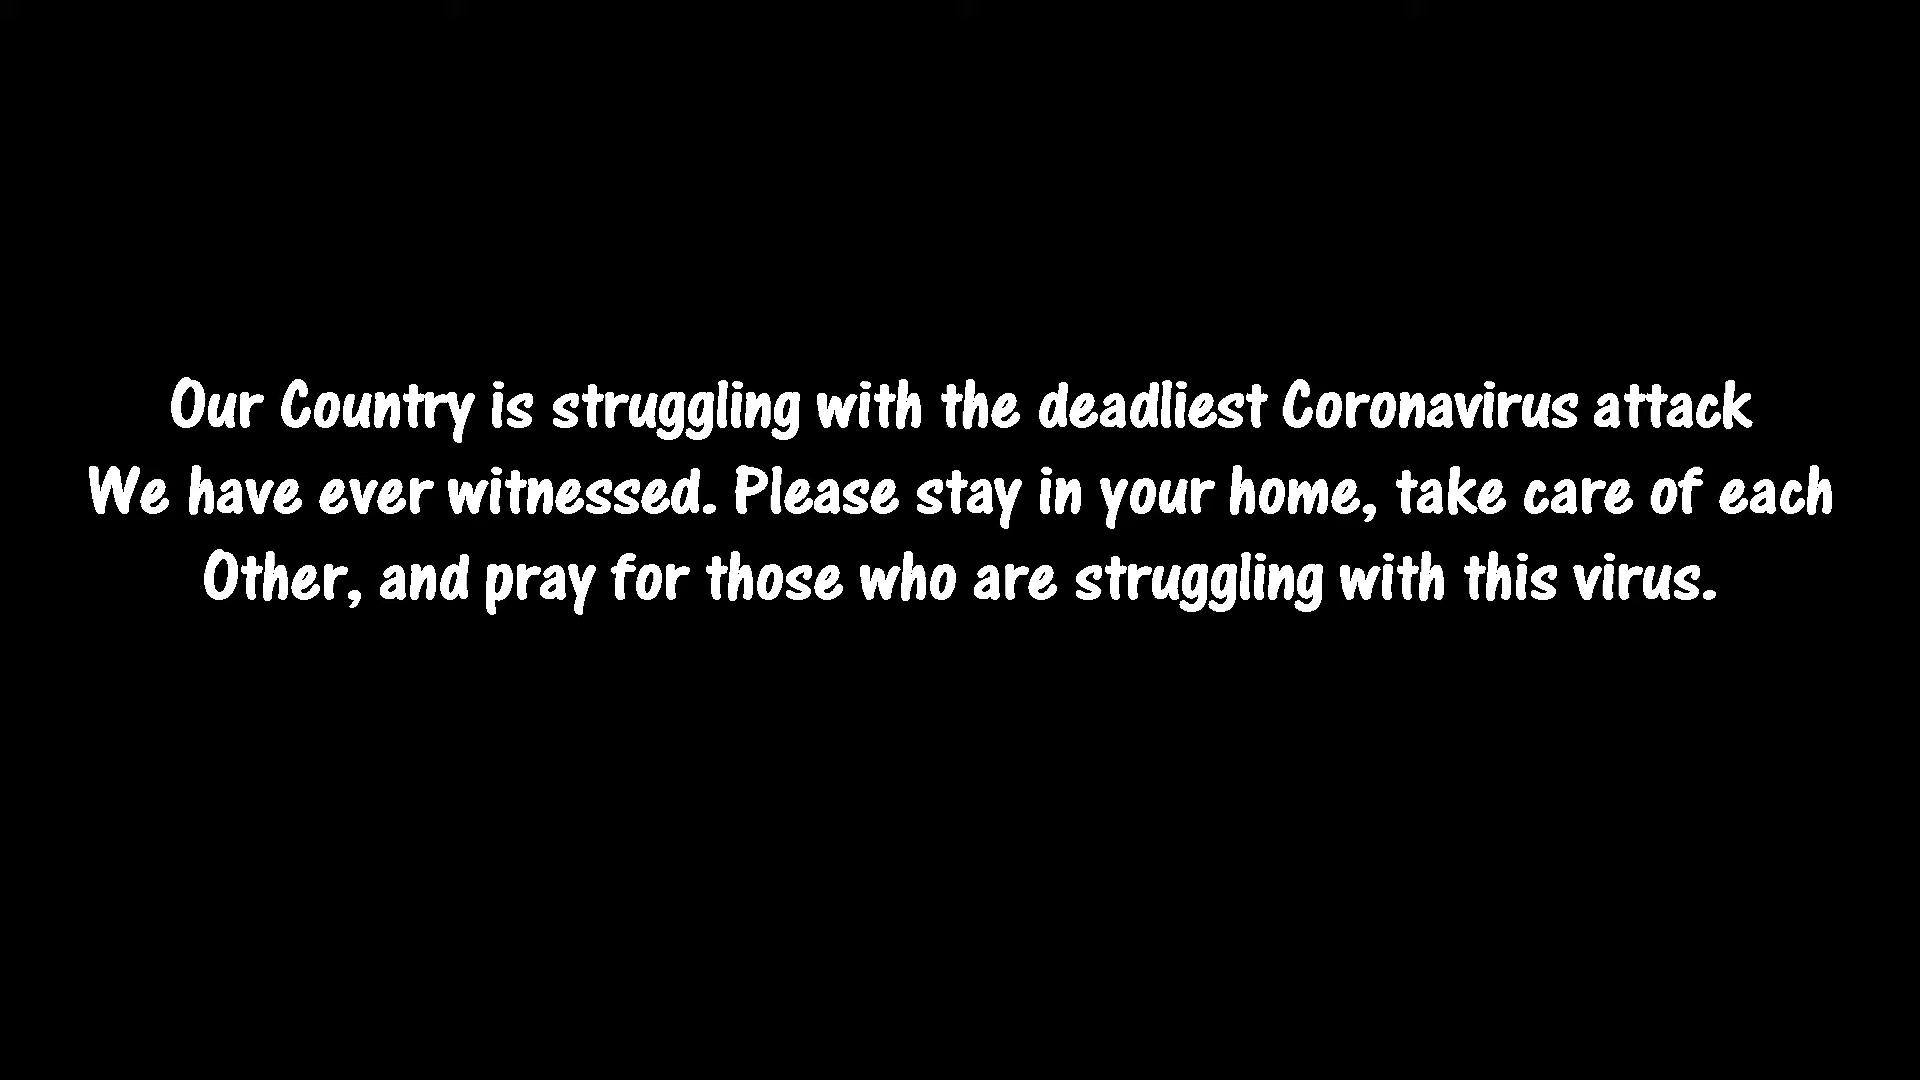 Our Country is struggling with the deadliest Coronavirus attack
We have ever witnessed. Please stay in your home, take care of each
Other, and pray for those who are struggling with this virus.